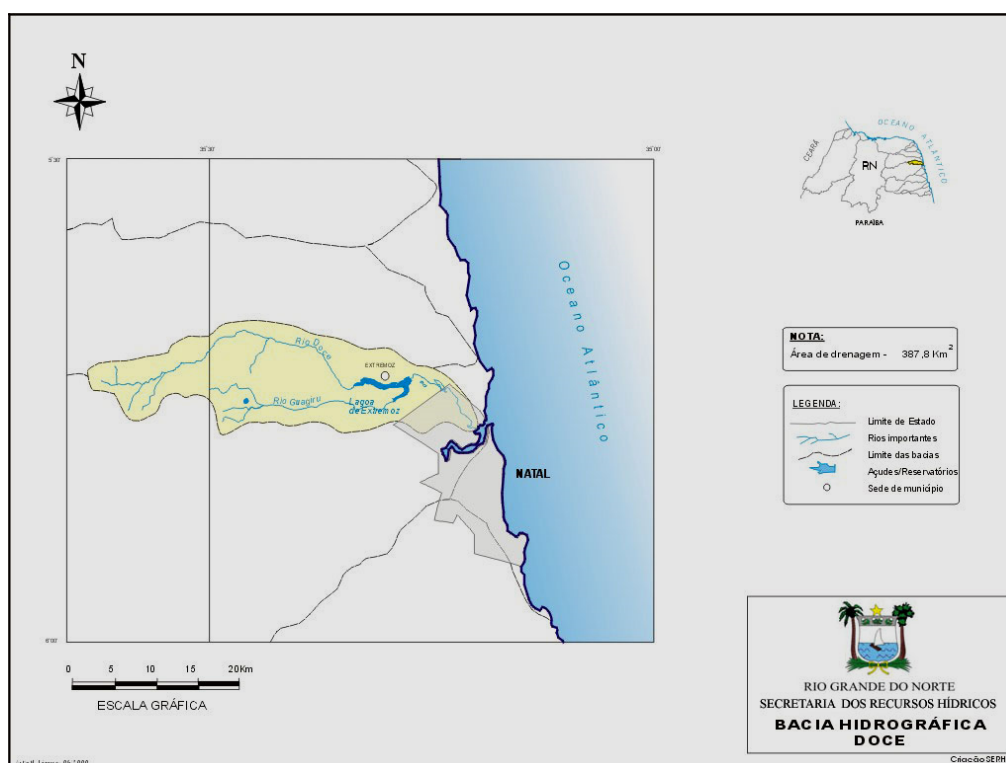 N
35'30'
35'00'
5'30'
OCEANO ATLÂNTICO
CEARÁ
RN
PARAÍBA
Oceano Atlântico
Rio Doce
EXTREMOZ
Rio Guagiru
Lagoa
de Extremoz
NATAL
NOTA:
Área de drenagem - 387,8 Km²
LEGENDA:
Limite de Estado
Rios importantes
Limite das bacias
Açudes/Reservatórios
Sede de município
6'00'
0 5 10 15 20Km
ESCALA GRÁFICA
RIO GRANDE DO NORTE
SECRETARIA DOS RECURSOS HÍDRICOS
BACIA HIDROGRÁFICA
DOCE
Criação SERH